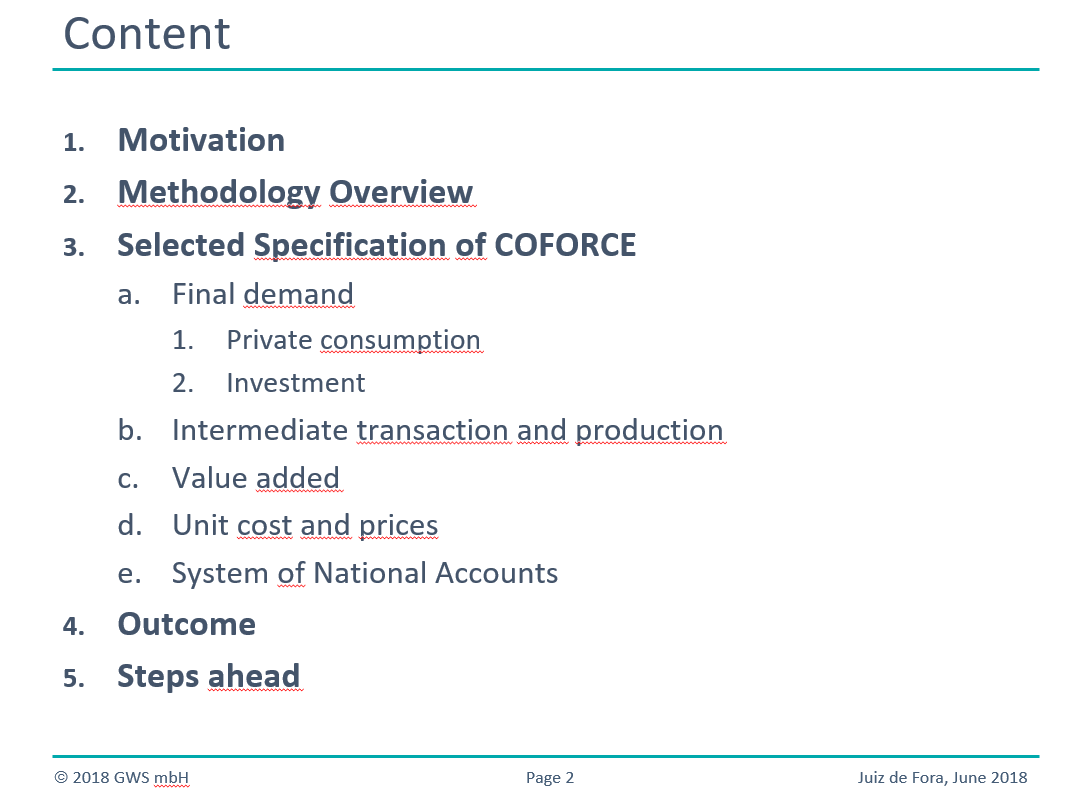 Content
1. Motivation
2. Methodology Overview
3. Selected Specification of COFORCE
a. Final demand
1. Private consumption
2. Investment
b. Intermediate transaction and production
c. Value added
d. Unit cost and prices
e. System of National Accounts
4. Outcome
5. Steps ahead
© 2018 GWS mbH Page 2 Juiz de Fora, June 2018